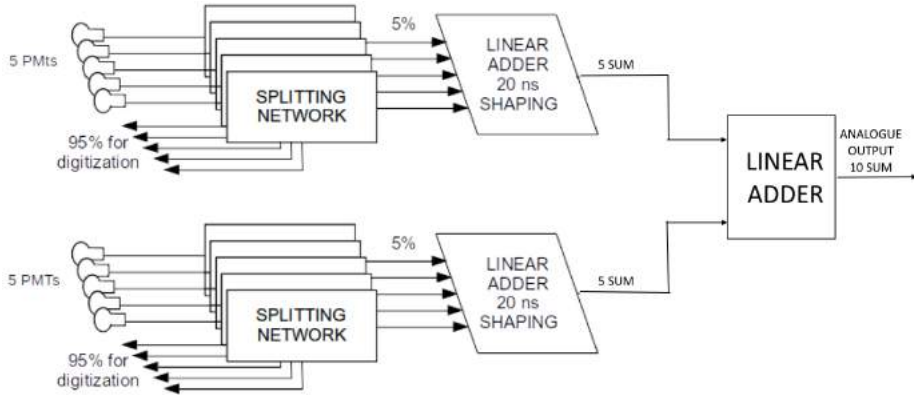 5 PMts
5%
LINEAR
ADDER
20 ns
SHAPING
5 SUM
SPLITTING
NETWORK
95% for
digitization
LINEAR
ADDER
ANALOGUE
OUTPUT
10 SUM
5 PMTs
5%
LINEAR
ADDER
20 ns
SHAPING
5 SUM
SPLITTING
NETWORK
95% for
digitization